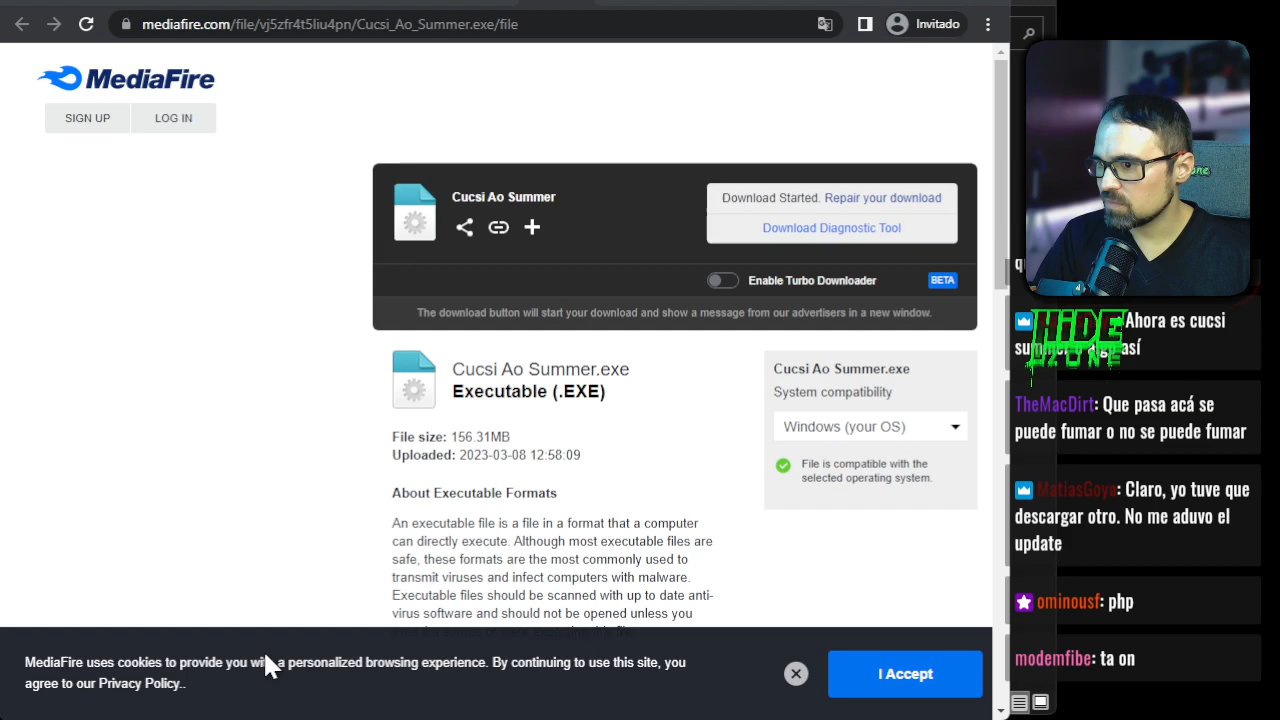 mediafire.com/file/vj5zfr4t5liu4pn/Cucsi_Ao_Summer.exe/file
Invitado
MediaFire
SIGN UP
LOG IN
Cucsi Ao Summer
Download Started. Repair your download
Download Diagnostic Tool
Enable Turbo Downloader
BETA
The download button will start your download and show a message from our advertisers in a new window.
Cucsi Ao Summer.exe
Executable (.EXE)
File size: 156.31MB
Uploaded: 2023-03-08 12:58:09
About Executable Formats
An executable file is a file in a format that a computer
can directly execute. Although most executable files are
safe, these formats are the most commonly used to
transmit viruses and infect computers with malware.
Executable files should be scanned with up to date anti-
virus software and should not be opened unless you
Cucsi Ao Summer.exe
System compatibility
Windows (your OS)
File is compatible with the
selected operating system.
MediaFire uses cookies to provide you with a personalized browsing experience. By continuing to use this site, you
agree to our Privacy Policy..
I Accept
HiDE
ZONE
Ahora es cucsi
summer o algo así
TheMacDirt: Que pasa acá se
puede fumar o no se puede fumar
MatiasGoya: Claro, yo tuve que
descargar otro. No me aduvo el
update
ominousf: php
modemfibe: ta on